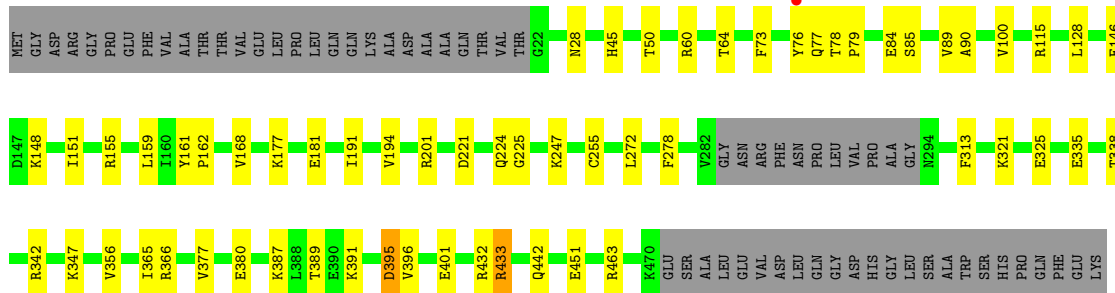 MET GLY ASP ARG GLY PRO GLU PHE VAL ALA THR THR VAL GLU LEU PRO LEU GLN GLN LYS ALA ASP ALA ALA GLN THR VAL THR G22 N28 H45 T50 R60 T64 F73 Y76 Q77 T78 P79 E84 S85 V89 A90 V100 R115 L128
D147 K148 I151 R155 L159 I160 Y161 P162 V168 K177 E181 I191 V194 R201 D221 Q224 G225 K247 C255 L272 F278 V282 GLY ASN ARG PHE ASN PRO LEU VAL PRO ALA GLY N294 F313 K321 E325 E335 T339
R342 K347 V356 I365 R366 V377 E380 K387 L388 T389 E390 K391 D395 V396 E401 R432 R433 Q442 E451 R463 K470 GLU SER ALA LEU GLU VAL ASP LEU GLN GLY ASP HIS GLY LEU SER ALA TRP SER HIS PRO GLN PHE GLU LYS